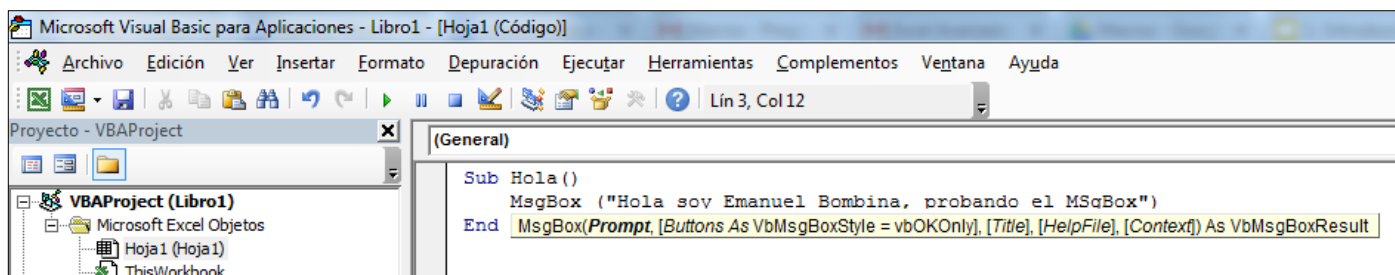 Microsoft Visual Basic para Aplicaciones - Libro1 - [Hoja1 (Código)]
Archivo Edición Ver Insertar Formato Depuración Ejecutar Herramientas Complementos Ventana Ayuda
Lín 3, Col 12
Proyecto - VBAProject
(General)
VBAProject (Libro1)
Microsoft Excel Objetos
Hoja1 (Hoja1)
ThisWorkbook
Sub Hola()
MsgBox ("Hola soy Emanuel Bombina, probando el MSgBox")
End
MsgBox(Prompt, [Buttons As VbMsgBoxStyle = vbOKOnly], [Title], [HelpFile], [Context]) As VbMsgBoxResult